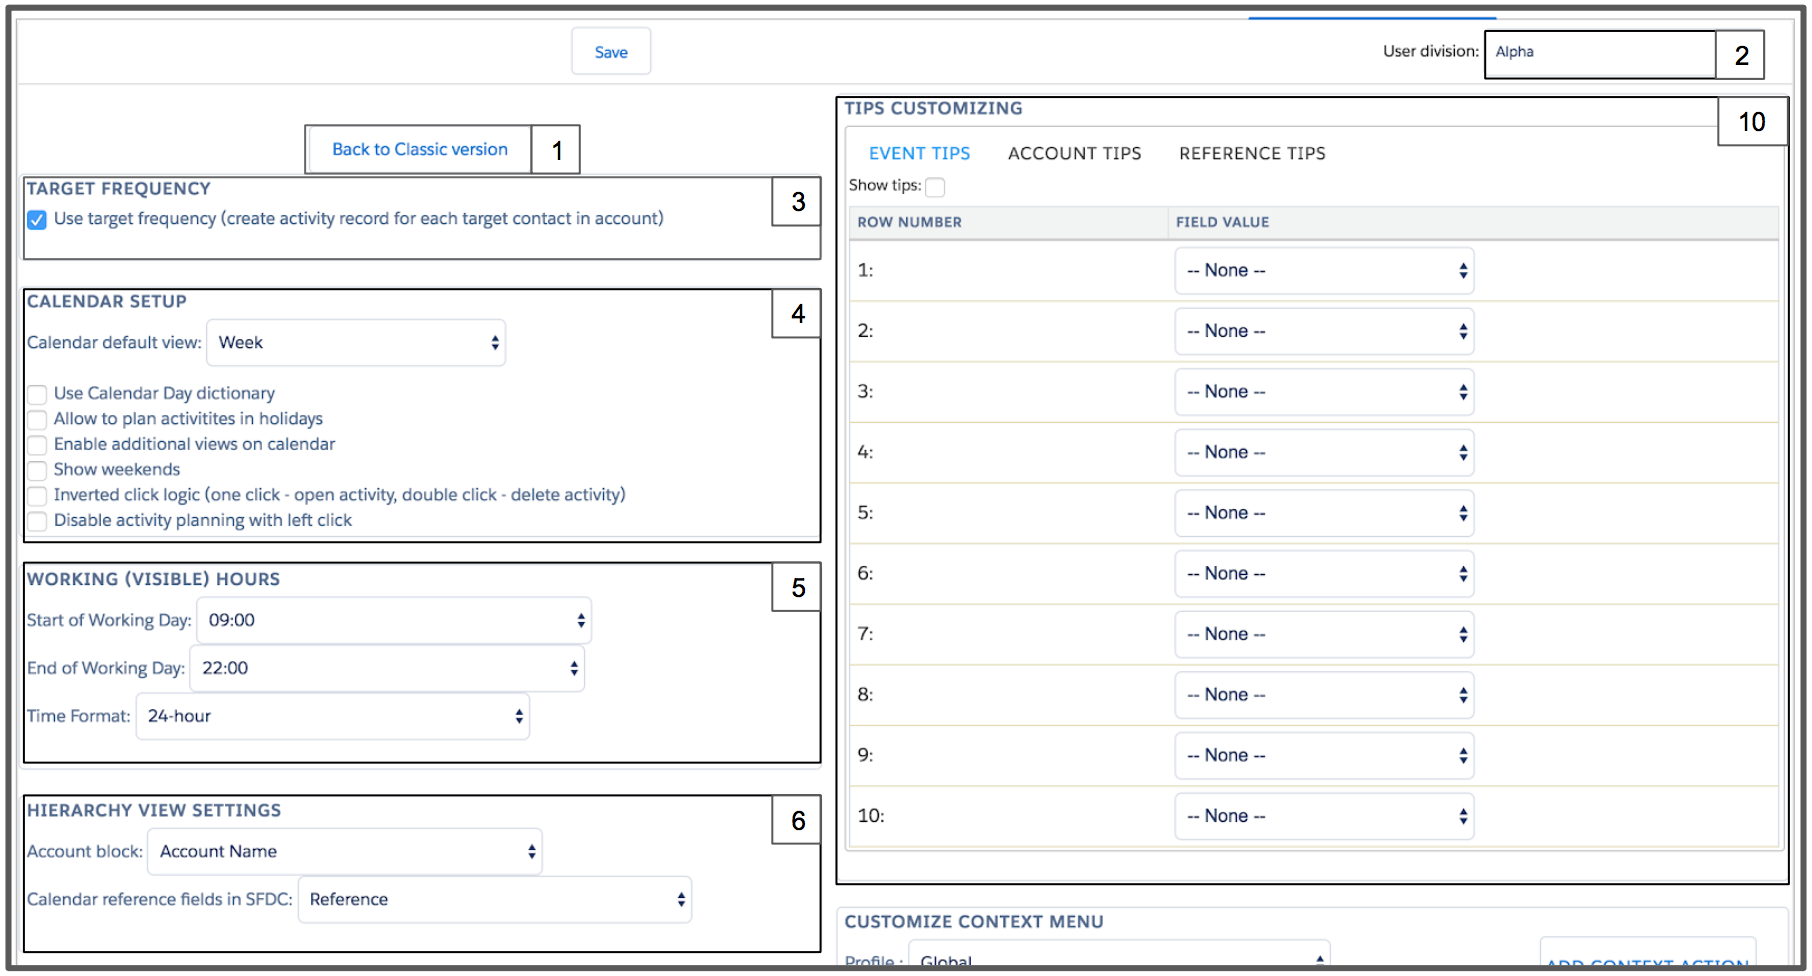 Save
User division: Alpha 2
Back to Classic version 1
TARGET FREQUENCY 3
Use target frequency (create activity record for each target contact in account)
CALENDAR SETUP 4
Calendar default view: Week
Use Calendar Day dictionary
Allow to plan activitites in holidays
Enable additional views on calendar
Show weekends
Inverted click logic (one click - open activity, double click - delete activity)
Disable activity planning with left click
WORKING (VISIBLE) HOURS 5
Start of Working Day: 09:00
End of Working Day: 22:00
Time Format: 24-hour
HIERARCHY VIEW SETTINGS 6
Account block: Account Name
Calendar reference fields in SFDC: Reference
TIPS CUSTOMIZING 10
EVENT TIPS ACCOUNT TIPS REFERENCE TIPS
Show tips:
ROW NUMBER FIELD VALUE
1: -- None --
2: -- None --
3: -- None --
4: -- None --
5: -- None --
6: -- None --
7: -- None --
8: -- None --
9: -- None --
10: -- None --
CUSTOMIZE CONTEXT MENU
Profile : Global ADD CONTEXT ACTION